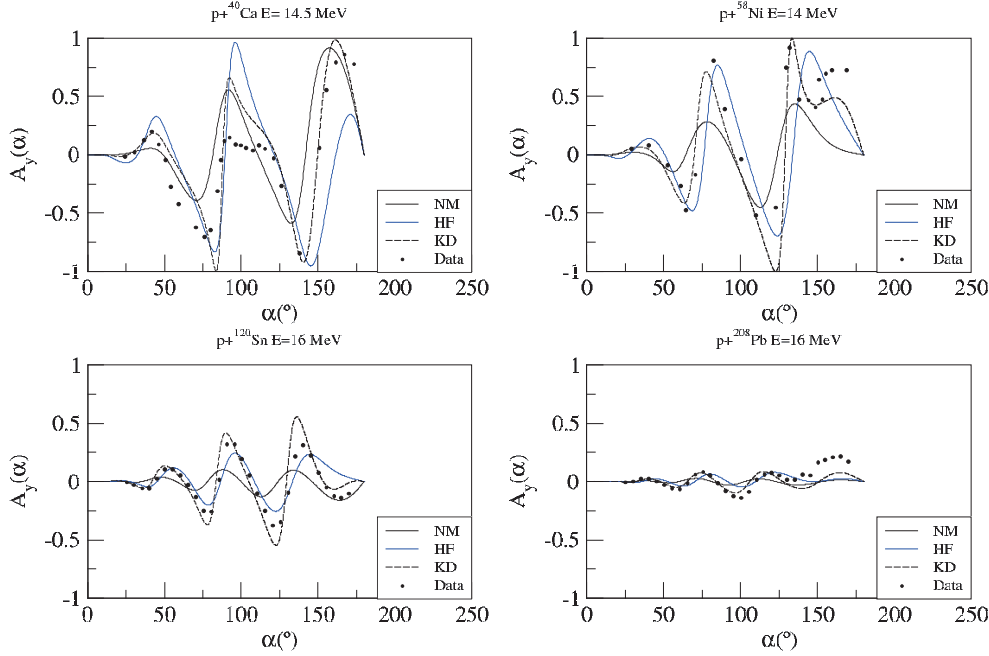 p+⁴⁰Ca E= 14.5 MeV
1
0.5
0
-0.5
-1
A_y(α)
NM
HF
KD
Data
0 50 100 150 200 250
α(º)
p+⁵⁸Ni E=14 MeV
1
0.5
0
-0.5
-1
A_y(α)
NM
HF
KD
Data
0 50 100 150 200 250
α(º)
p+¹²⁰Sn E=16 MeV
1
0.5
0
-0.5
-1
A_y(α)
NM
HF
KD
Data
0 50 100 150 200 250
α(º)
p+²⁰⁸Pb E=16 MeV
1
0.5
0
-0.5
-1
A_y(α)
NM
HF
KD
Data
0 50 100 150 200 250
α(º)